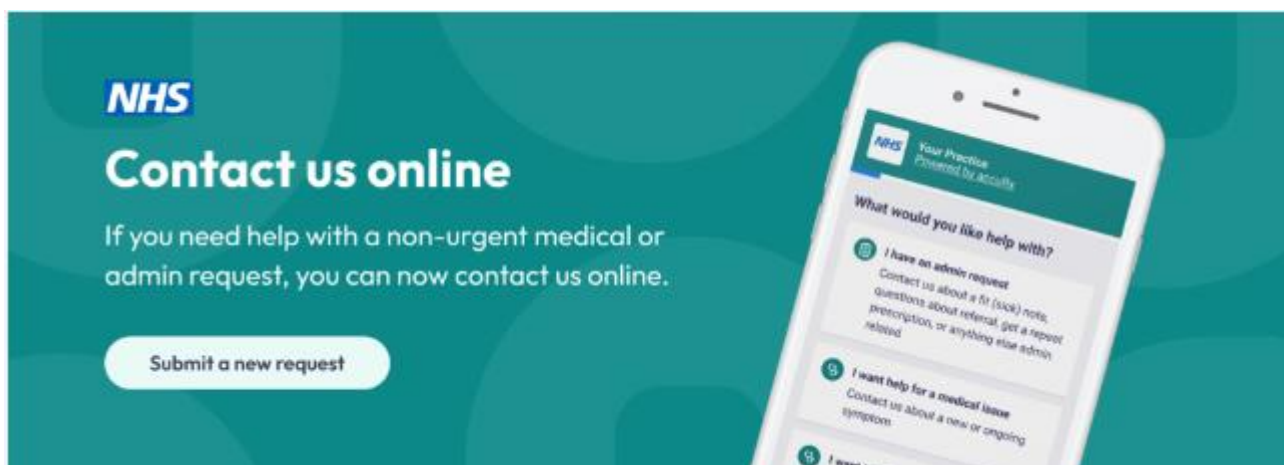 NHS
Contact us online
If you need help with a non-urgent medical or
admin request, you can now contact us online.
Submit a new request
NHS
Your Practice
Powered by accuRx
What would you like help with?
I have an admin request
Contact us about a fit (sick) note,
questions about referral, get a repeat
prescription, or anything else admin
related
I want help for a medical issue
Contact us about a new or ongoing
symptom
I want